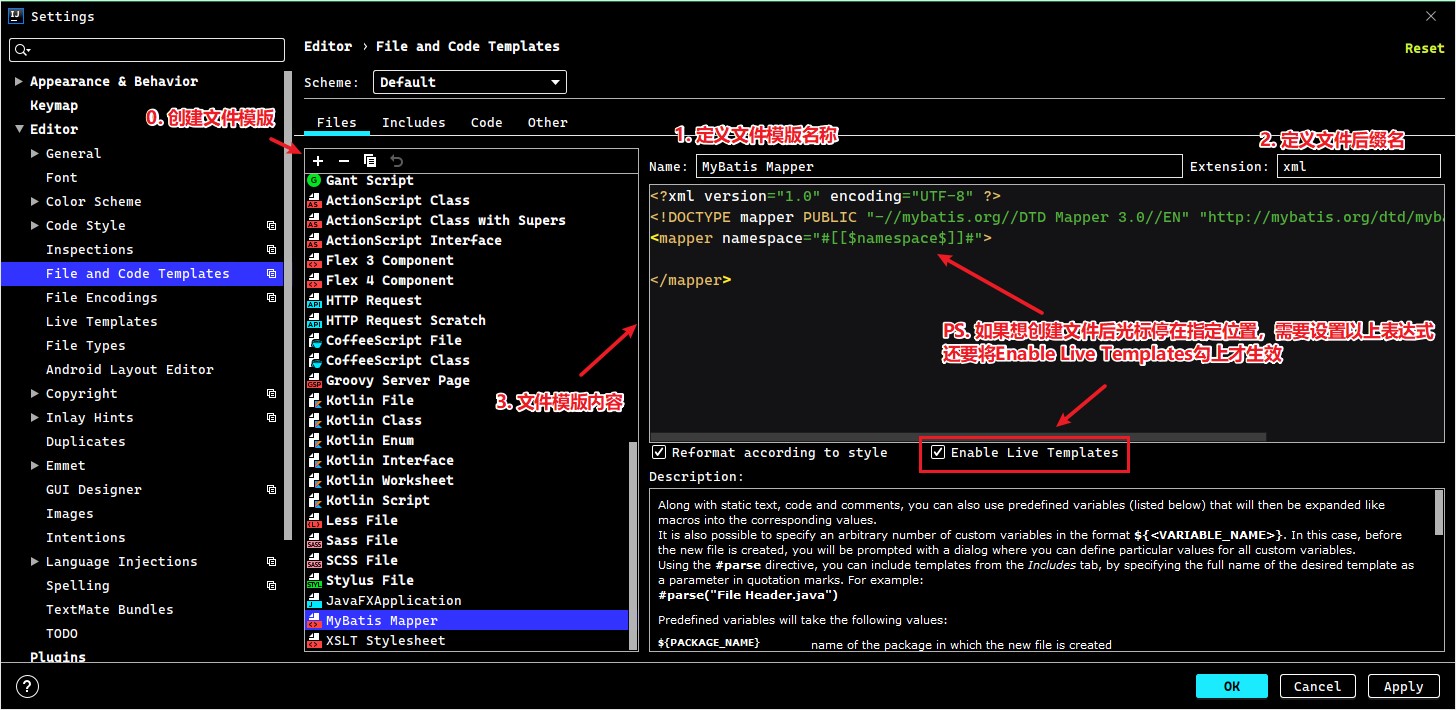 Settings
Editor › File and Code Templates
Reset
Scheme: Default
Appearance & Behavior
Keymap
Editor
General
Font
Color Scheme
Code Style
Inspections
File and Code Templates
File Encodings
Live Templates
File Types
Android Layout Editor
Copyright
Inlay Hints
Duplicates
Emmet
GUI Designer
Images
Intentions
Language Injections
Spelling
TextMate Bundles
TODO
Plugins
0. 创建文件模版
Files Includes Code Other
Gant Script
ActionScript Class
ActionScript Class with Supers
ActionScript Interface
Flex 3 Component
Flex 4 Component
HTTP Request
HTTP Request Scratch
CoffeeScript File
CoffeeScript Class
Groovy Server Page
Kotlin File
Kotlin Class
Kotlin Enum
Kotlin Interface
Kotlin Worksheet
Kotlin Script
Less File
Sass File
SCSS File
Stylus File
JavaFXApplication
MyBatis Mapper
XSLT Stylesheet
3. 文件模版内容
1. 定义文件模版名称
2. 定义文件后缀名
Name: MyBatis Mapper Extension: xml
<?xml version="1.0" encoding="UTF-8" ?>
<!DOCTYPE mapper PUBLIC "-//mybatis.org//DTD Mapper 3.0//EN" "http://mybatis.org/dtd/myba
<mapper namespace="#[[$namespace$]]#">
</mapper>
PS. 如果想创建文件后光标停在指定位置，需要设置以上表达式
还要将Enable Live Templates勾上才生效
Reformat according to style Enable Live Templates
Description:
Along with static text, code and comments, you can also use predefined variables (listed below) that will then be expanded like
macros into the corresponding values.
It is also possible to specify an arbitrary number of custom variables in the format ${<VARIABLE_NAME>}. In this case, before
the new file is created, you will be prompted with a dialog where you can define particular values for all custom variables.
Using the #parse directive, you can include templates from the Includes tab, by specifying the full name of the desired template as
a parameter in quotation marks. For example:
#parse("File Header.java")
Predefined variables will take the following values:
${PACKAGE_NAME} name of the package in which the new file is created
?
OK Cancel Apply